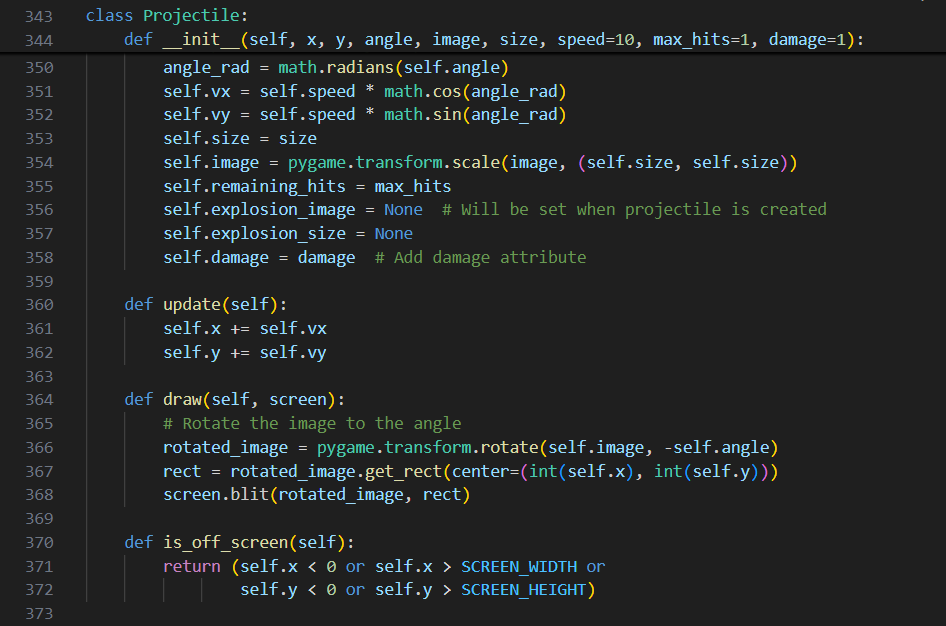 343 class Projectile:
344     def __init__(self, x, y, angle, image, size, speed=10, max_hits=1, damage=1):
350         angle_rad = math.radians(self.angle)
351         self.vx = self.speed * math.cos(angle_rad)
352         self.vy = self.speed * math.sin(angle_rad)
353         self.size = size
354         self.image = pygame.transform.scale(image, (self.size, self.size))
355         self.remaining_hits = max_hits
356         self.explosion_image = None  # Will be set when projectile is created
357         self.explosion_size = None
358         self.damage = damage  # Add damage attribute
359
360     def update(self):
361         self.x += self.vx
362         self.y += self.vy
363
364     def draw(self, screen):
365         # Rotate the image to the angle
366         rotated_image = pygame.transform.rotate(self.image, -self.angle)
367         rect = rotated_image.get_rect(center=(int(self.x), int(self.y)))
368         screen.blit(rotated_image, rect)
369
370     def is_off_screen(self):
371         return (self.x < 0 or self.x > SCREEN_WIDTH or
372                 self.y < 0 or self.y > SCREEN_HEIGHT)
373